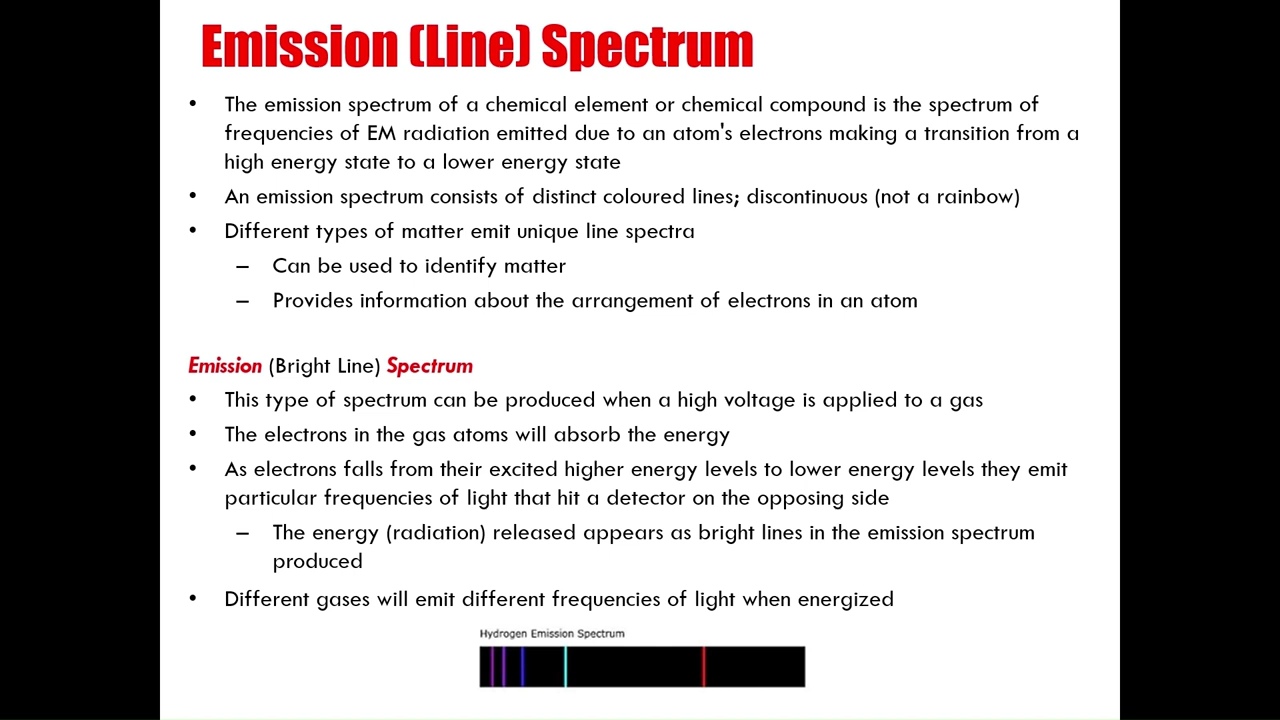 Emission (Line) Spectrum
• The emission spectrum of a chemical element or chemical compound is the spectrum of
frequencies of EM radiation emitted due to an atom's electrons making a transition from a
high energy state to a lower energy state
• An emission spectrum consists of distinct coloured lines; discontinuous (not a rainbow)
• Different types of matter emit unique line spectra
– Can be used to identify matter
– Provides information about the arrangement of electrons in an atom
Emission (Bright Line) Spectrum
• This type of spectrum can be produced when a high voltage is applied to a gas
• The electrons in the gas atoms will absorb the energy
• As electrons falls from their excited higher energy levels to lower energy levels they emit
particular frequencies of light that hit a detector on the opposing side
– The energy (radiation) released appears as bright lines in the emission spectrum
produced
• Different gases will emit different frequencies of light when energized
Hydrogen Emission Spectrum